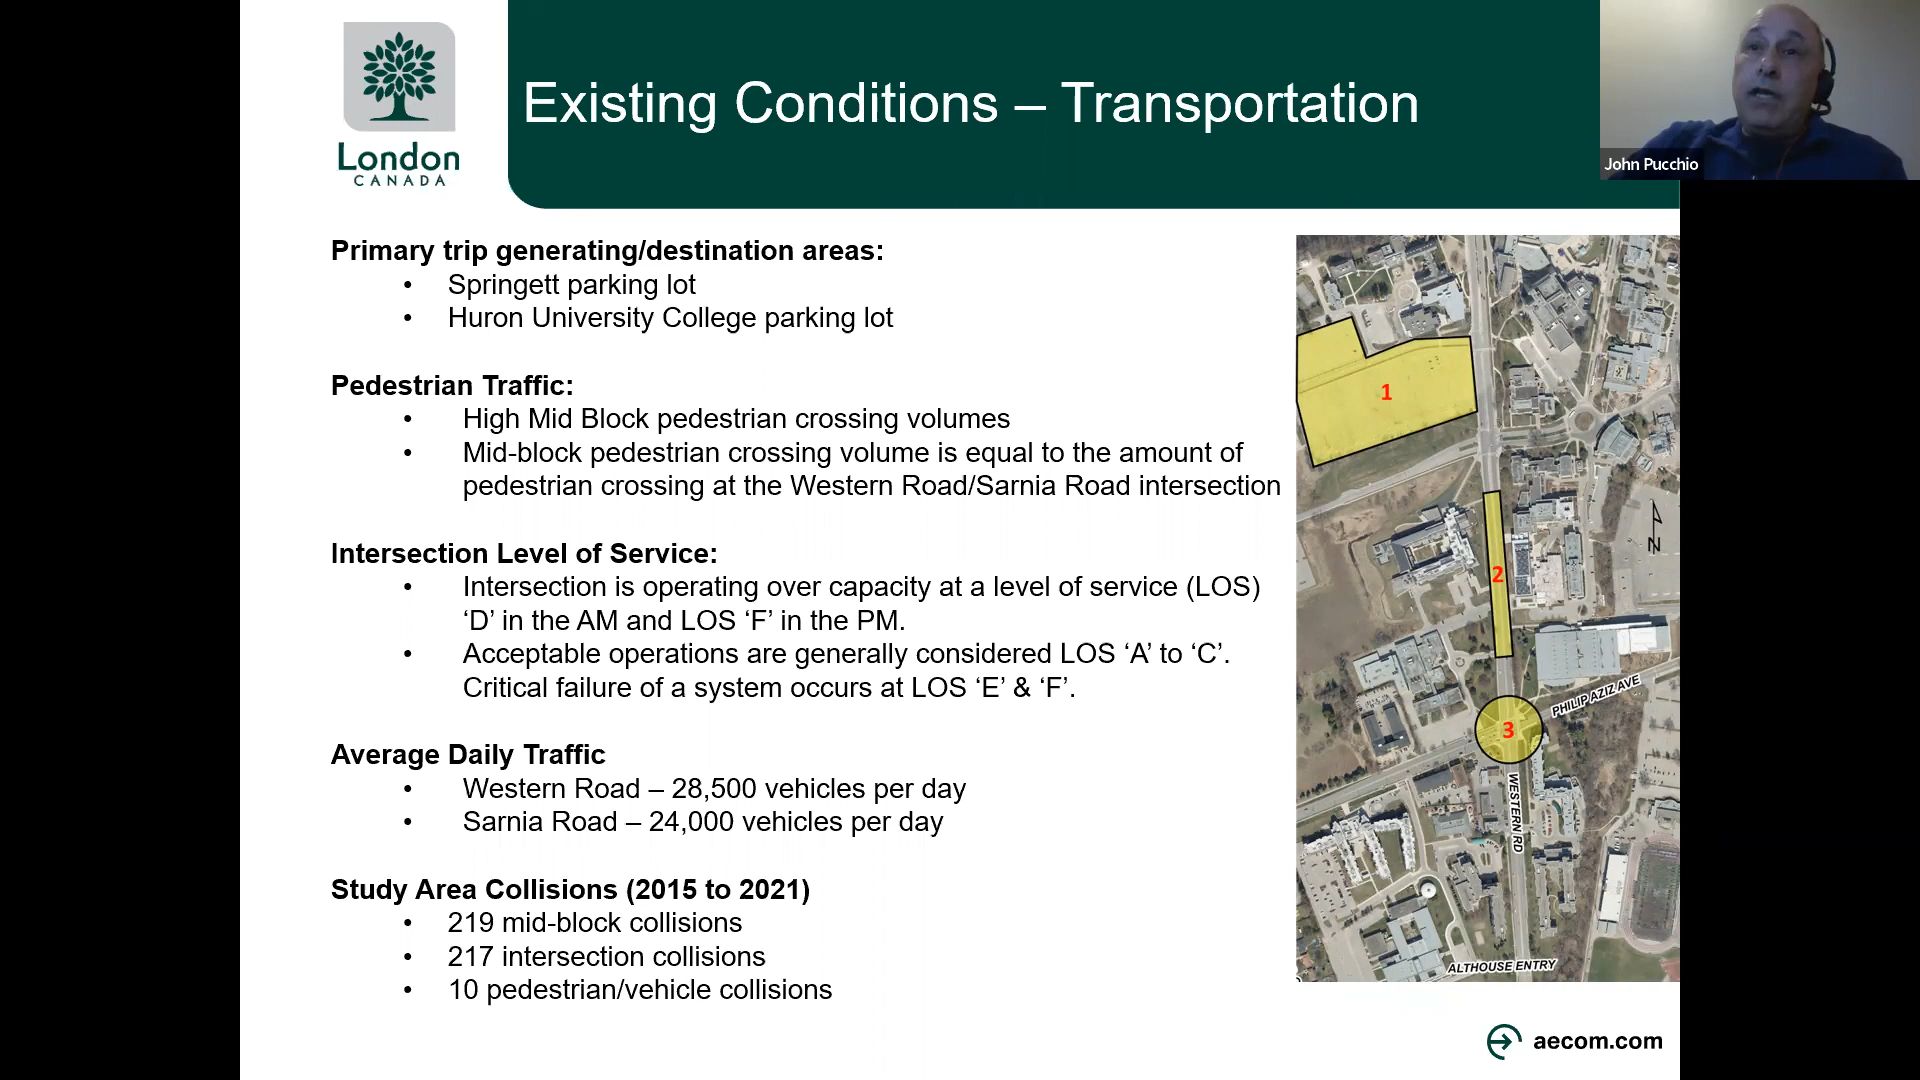 London
CANADA
Existing Conditions – Transportation
John Pucchio
Primary trip generating/destination areas:
• Springett parking lot
• Huron University College parking lot
Pedestrian Traffic:
• High Mid Block pedestrian crossing volumes
• Mid-block pedestrian crossing volume is equal to the amount of
pedestrian crossing at the Western Road/Sarnia Road intersection
Intersection Level of Service:
• Intersection is operating over capacity at a level of service (LOS)
‘D’ in the AM and LOS ‘F’ in the PM.
• Acceptable operations are generally considered LOS ‘A’ to ‘C’.
Critical failure of a system occurs at LOS ‘E’ & ‘F’.
Average Daily Traffic
• Western Road – 28,500 vehicles per day
• Sarnia Road – 24,000 vehicles per day
Study Area Collisions (2015 to 2021)
• 219 mid-block collisions
• 217 intersection collisions
• 10 pedestrian/vehicle collisions
1
2
N
PHILIP AZIZ AVE
3
WESTERN RD
ALTHOUSE ENTRY
aecom.com